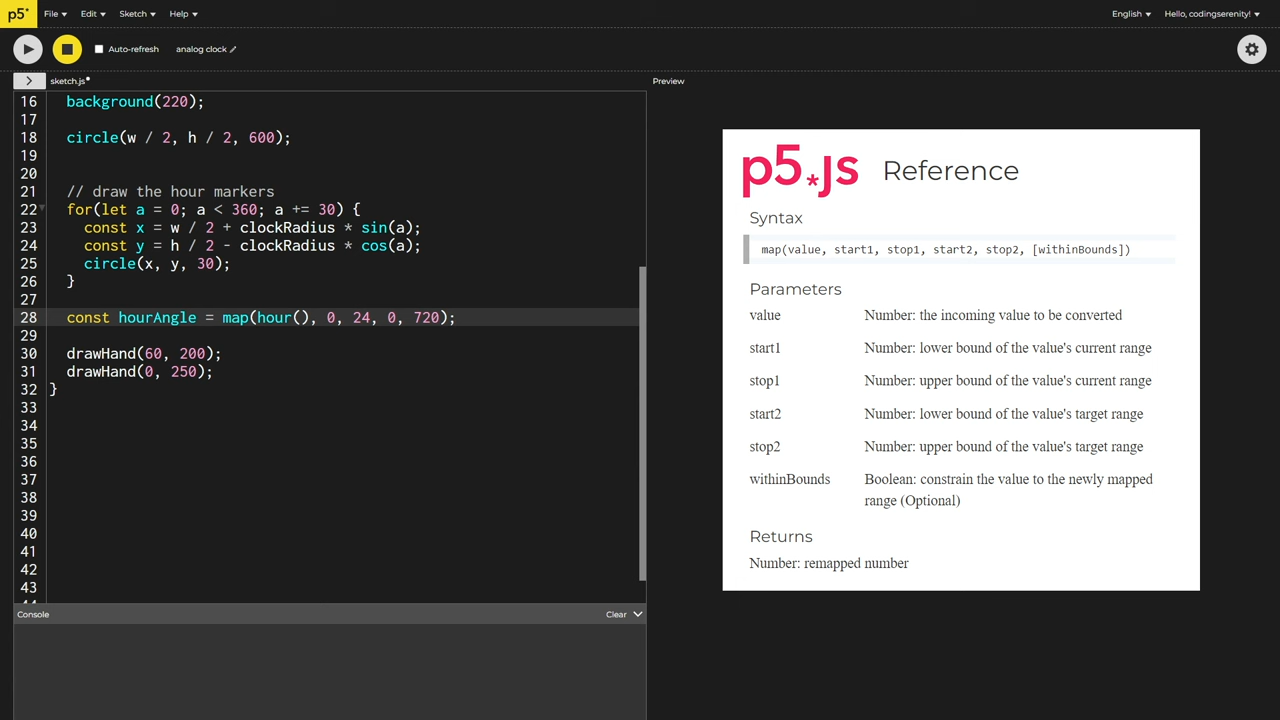 p5*
File
Edit
Sketch
Help
English
Hello, codingserenity!
Auto-refresh
analog clock
>
sketch.js
Preview
16 background(220);
17
18 circle(w / 2, h / 2, 600);
19
20
21 // draw the hour markers
22 for(let a = 0; a < 360; a += 30) {
23 const x = w / 2 + clockRadius * sin(a);
24 const y = h / 2 - clockRadius * cos(a);
25 circle(x, y, 30);
26 }
27
28 const hourAngle = map(hour(), 0, 24, 0, 720);
29
30 drawHand(60, 200);
31 drawHand(0, 250);
32 }
33
34
35
36
37
38
39
40
41
42
43
Console
Clear
p5*js Reference
Syntax
map(value, start1, stop1, start2, stop2, [withinBounds])
Parameters
value Number: the incoming value to be converted
start1 Number: lower bound of the value's current range
stop1 Number: upper bound of the value's current range
start2 Number: lower bound of the value's target range
stop2 Number: upper bound of the value's target range
withinBounds Boolean: constrain the value to the newly mapped
range (Optional)
Returns
Number: remapped number